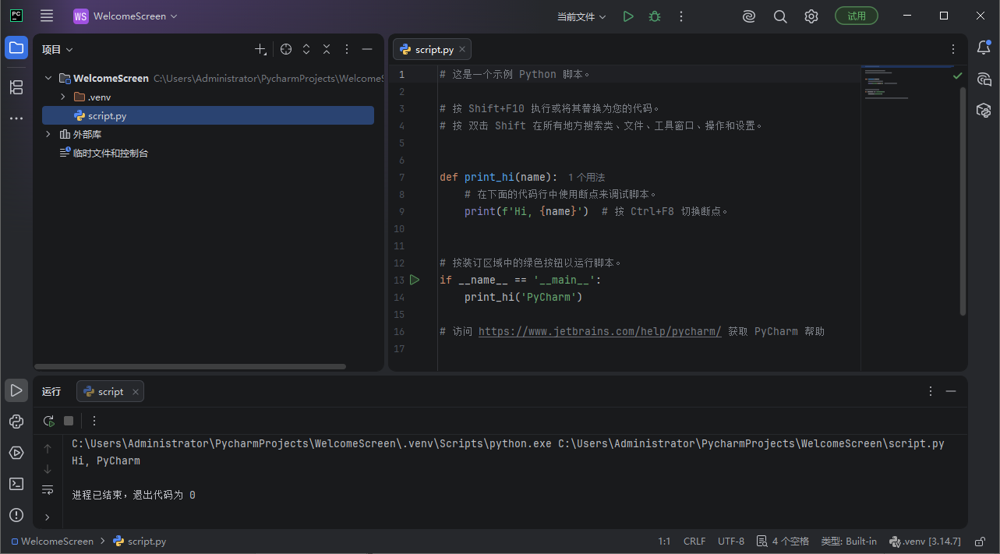 PC WS WelcomeScreen 当前文件 试用
项目
WelcomeScreen C:\Users\Administrator\PycharmProjects\WelcomeS
.venv
script.py
外部库
临时文件和控制台
script.py
1 # 这是一个示例 Python 脚本。
2
3 # 按 Shift+F10 执行或将其替换为您的代码。
4 # 按 双击 Shift 在所有地方搜索类、文件、工具窗口、操作和设置。
5
6
7 def print_hi(name): 1 个用法
8 # 在下面的代码行中使用断点来调试脚本。
9 print(f'Hi, {name}') # 按 Ctrl+F8 切换断点。
10
11
12 # 按装订区域中的绿色按钮以运行脚本。
13 if __name__ == '__main__':
14 print_hi('PyCharm')
15
16 # 访问 https://www.jetbrains.com/help/pycharm/ 获取 PyCharm 帮助
17
运行 script
C:\Users\Administrator\PycharmProjects\WelcomeScreen\.venv\Scripts\python.exe C:\Users\Administrator\PycharmProjects\WelcomeScreen\script.py
Hi, PyCharm
进程已结束，退出代码为 0
WelcomeScreen script.py 1:1 CRLF UTF-8 4 个空格 类型: Built-in .venv [3.14.7]